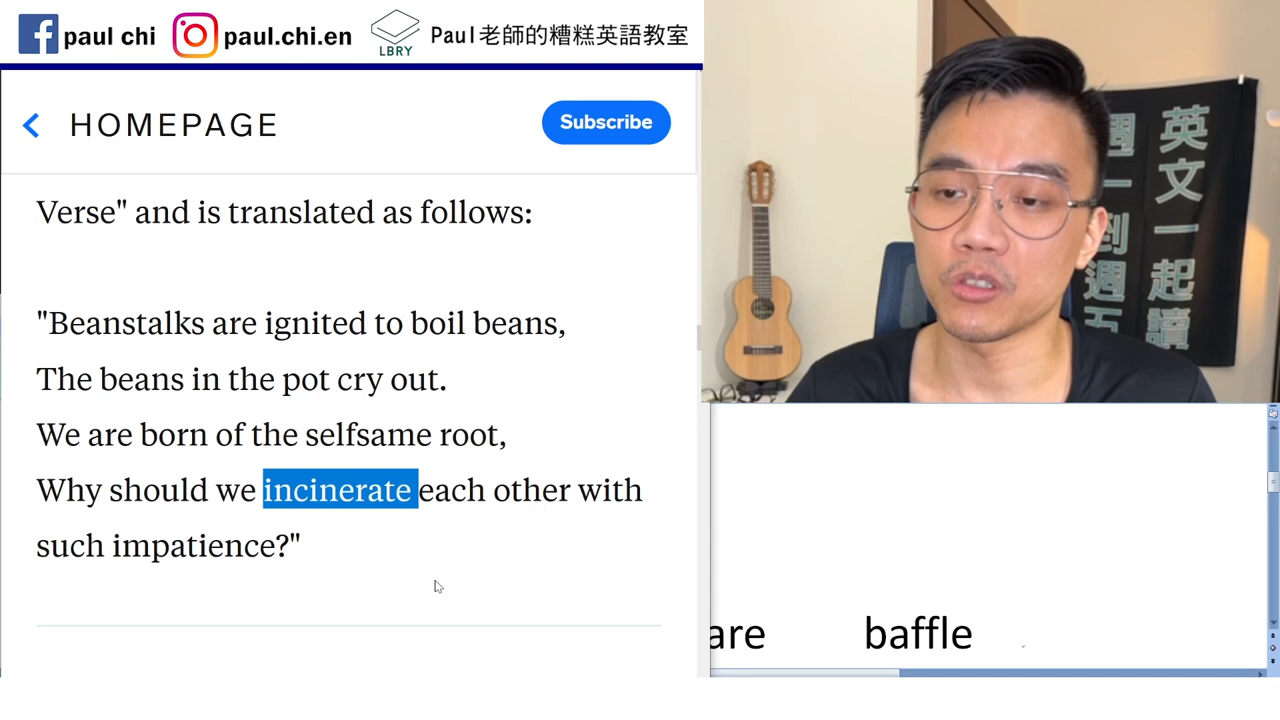 paul chi paul.chi.en LBRY Paul老師的糟糕英語教室
HOMEPAGE
Subscribe
Verse" and is translated as follows:
"Beanstalks are ignited to boil beans,
The beans in the pot cry out.
We are born of the selfsame root,
Why should we incinerate each other with
such impatience?"
英文一起讀
週一到週五
are baffle